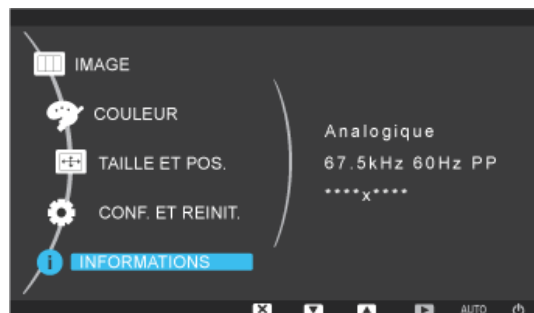 IMAGE
COULEUR
TAILLE ET POS.
CONF. ET REINIT.
INFORMATIONS
Analogique
67.5kHz 60Hz PP
****x****
AUTO